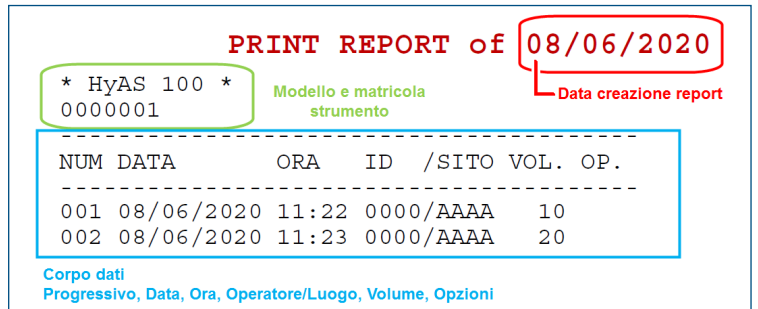 PRINT REPORT of 08/06/2020
* HyAS 100 *
0000001
Modello e matricola
strumento
Data creazione report
----------------------------------------
NUM DATA ORA ID /SITO VOL. OP.
----------------------------------------
001 08/06/2020 11:22 0000/AAAA 10
002 08/06/2020 11:23 0000/AAAA 20
Corpo dati
Progressivo, Data, Ora, Operatore/Luogo, Volume, Opzioni